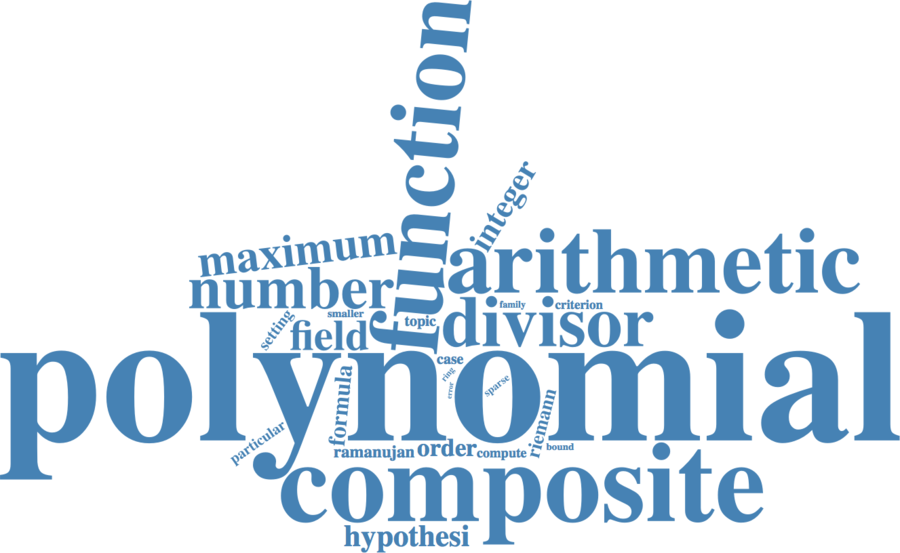 function
integer
maximum
arithmetic
number
family
criterion
smaller
topic
divisor
setting
field
polynomial
case
ring
error
sparse
formula
riemann
particular
ramanujan
order
compute
bound
composite
hypothesi